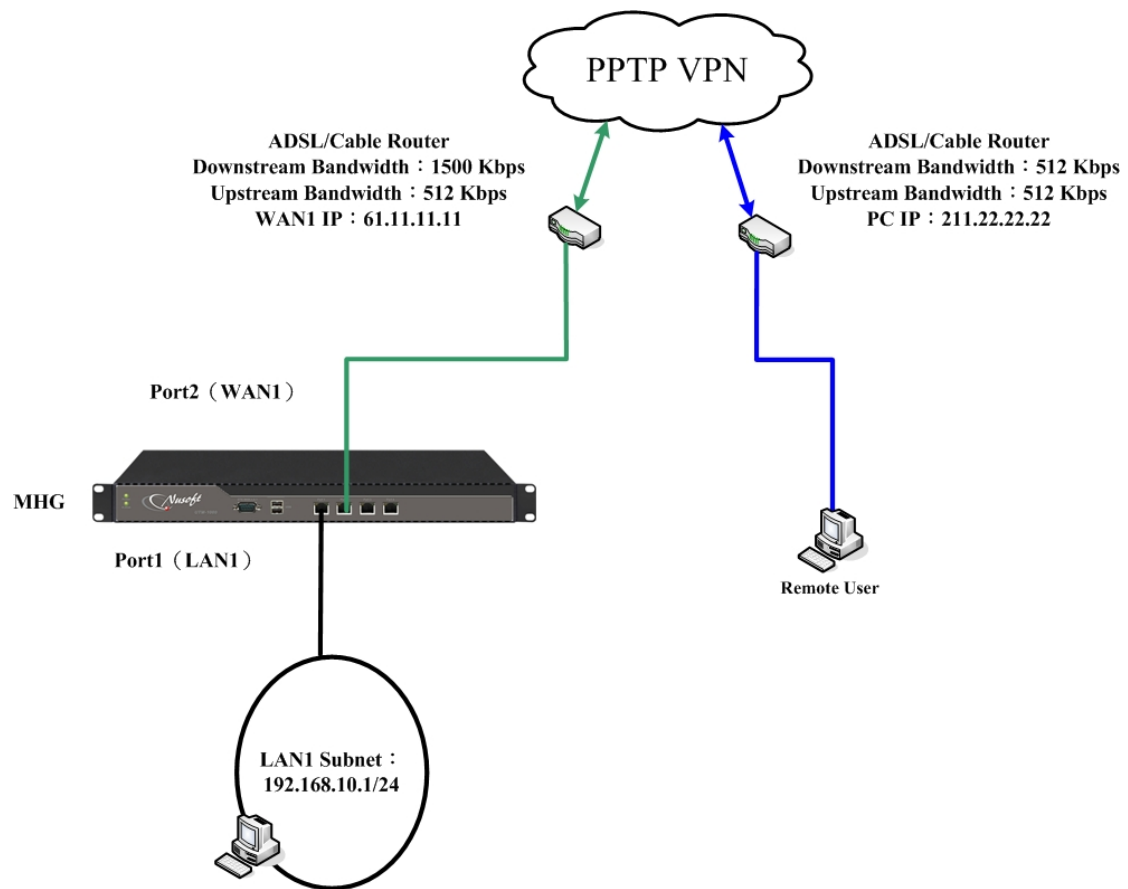 PPTP VPN
ADSL/Cable Router
Downstream Bandwidth：1500 Kbps
Upstream Bandwidth：512 Kbps
WAN1 IP：61.11.11.11
ADSL/Cable Router
Downstream Bandwidth：512 Kbps
Upstream Bandwidth：512 Kbps
PC IP：211.22.22.22
Port2（WAN1）
MHG
Nusoft
Port1（LAN1）
Remote User
LAN1 Subnet：
192.168.10.1/24